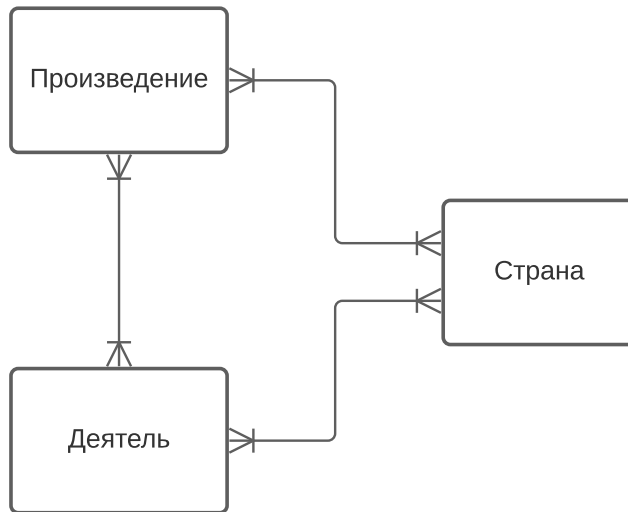 Произведение
Страна
Деятель